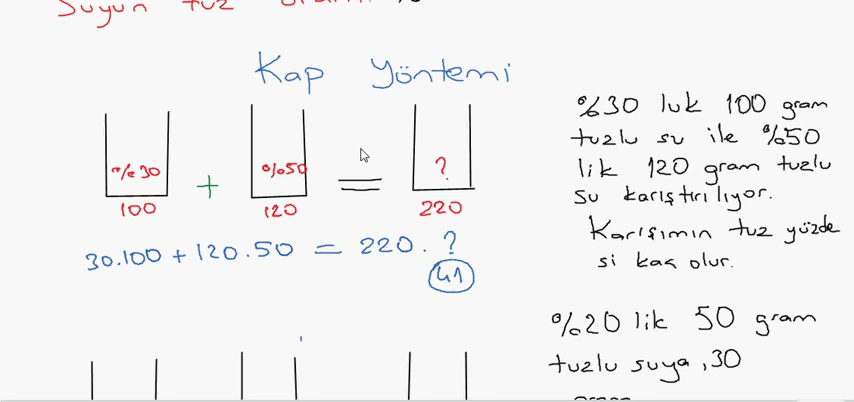 Suyun tuz
Kap Yöntemi
%30 + %50 = ?
100 120 220
30.100 + 120.50 = 220. ?
41
%30 luk 100 gram
tuzlu su ile %50
lik 120 gram tuzlu
su karıştırılıyor.
Karışımın tuz yüzde
si kaç olur.
%20 lik 50 gram
tuzlu suya, 30